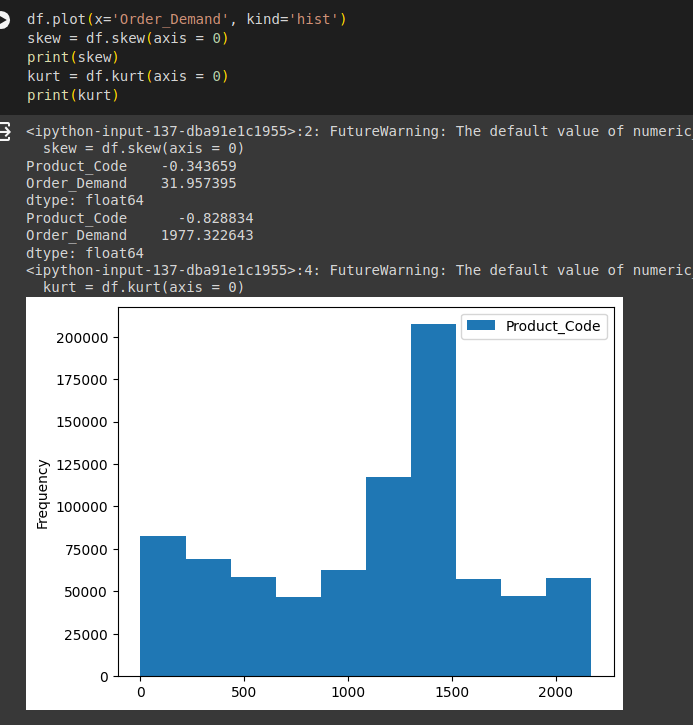 df.plot(x='Order_Demand', kind='hist')
skew = df.skew(axis = 0)
print(skew)
kurt = df.kurt(axis = 0)
print(kurt)
<ipython-input-137-dba91e1c1955>:2: FutureWarning: The default value of numeric_
skew = df.skew(axis = 0)
Product_Code    -0.343659
Order_Demand    31.957395
dtype: float64
Product_Code      -0.828834
Order_Demand    1977.322643
dtype: float64
<ipython-input-137-dba91e1c1955>:4: FutureWarning: The default value of numeric_
kurt = df.kurt(axis = 0)
Product_Code
200000
175000
150000
125000
100000
75000
50000
25000
0
Frequency
0 500 1000 1500 2000